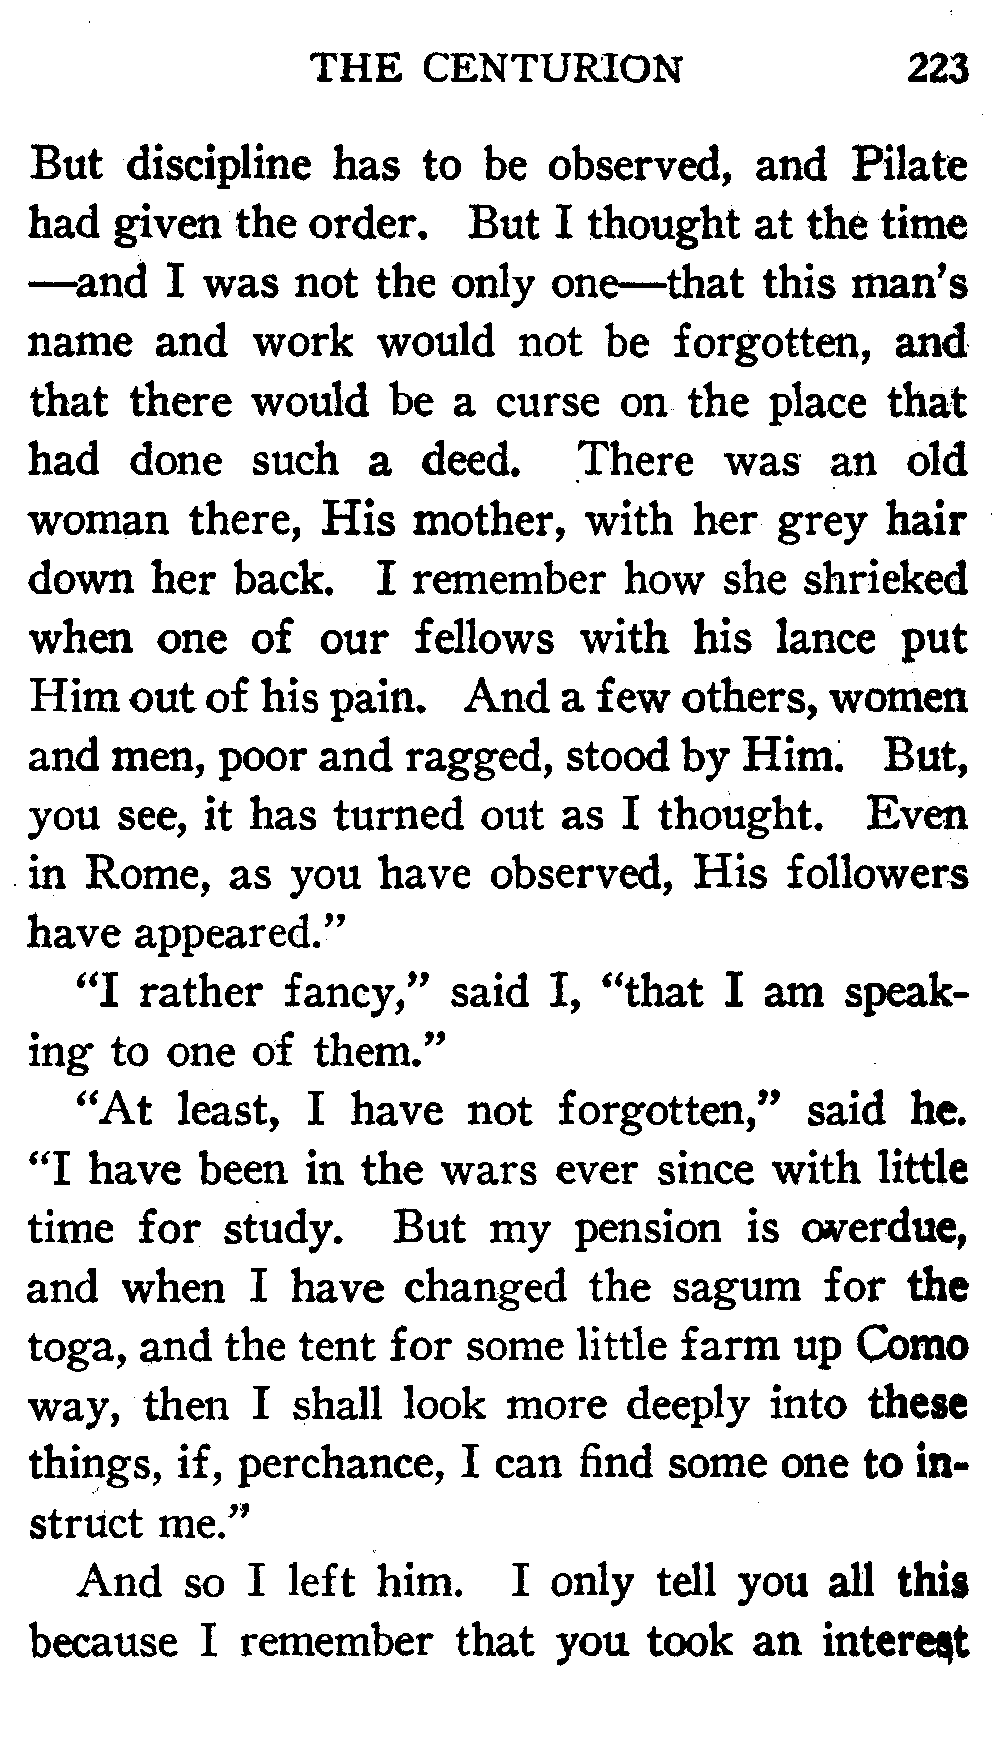 THE CENTURION 223
But discipline has to be observed, and Pilate
had given the order. But I thought at the time
—and I was not the only one—that this man's
name and work would not be forgotten, and
that there would be a curse on the place that
had done such a deed. There was an old
woman there, His mother, with her grey hair
down her back. I remember how she shrieked
when one of our fellows with his lance put
Him out of his pain. And a few others, women
and men, poor and ragged, stood by Him. But,
you see, it has turned out as I thought. Even
in Rome, as you have observed, His followers
have appeared."
"I rather fancy," said I, "that I am speak-
ing to one of them."
"At least, I have not forgotten," said he.
"I have been in the wars ever since with little
time for study. But my pension is overdue,
and when I have changed the sagum for the
toga, and the tent for some little farm up Como
way, then I shall look more deeply into these
things, if, perchance, I can find some one to in-
struct me."
And so I left him. I only tell you all this
because I remember that you took an interest